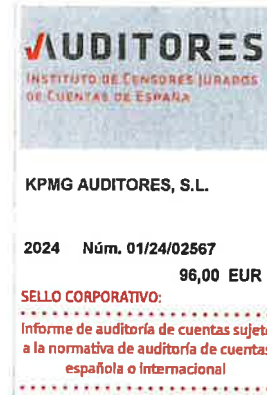 AUDITORES
INSTITUTO DE CENSORES JURADOS
DE CUENTAS DE ESPAÑA
KPMG AUDITORES, S.L.
2024 Núm. 01/24/02567
96,00 EUR
SELLO CORPORATIVO:
Informe de auditoría de cuentas sujeto
a la normativa de auditoría de cuentas
española o internacional